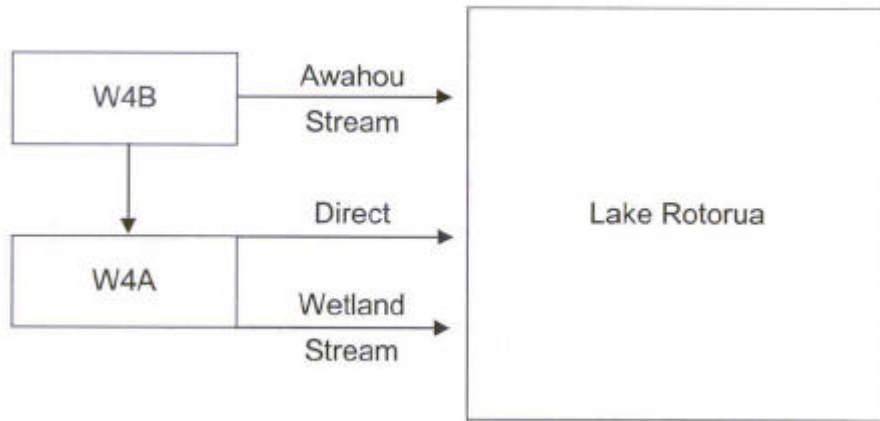 W4B
Awahou
Stream
W4A
Direct
Wetland
Stream
Lake Rotorua